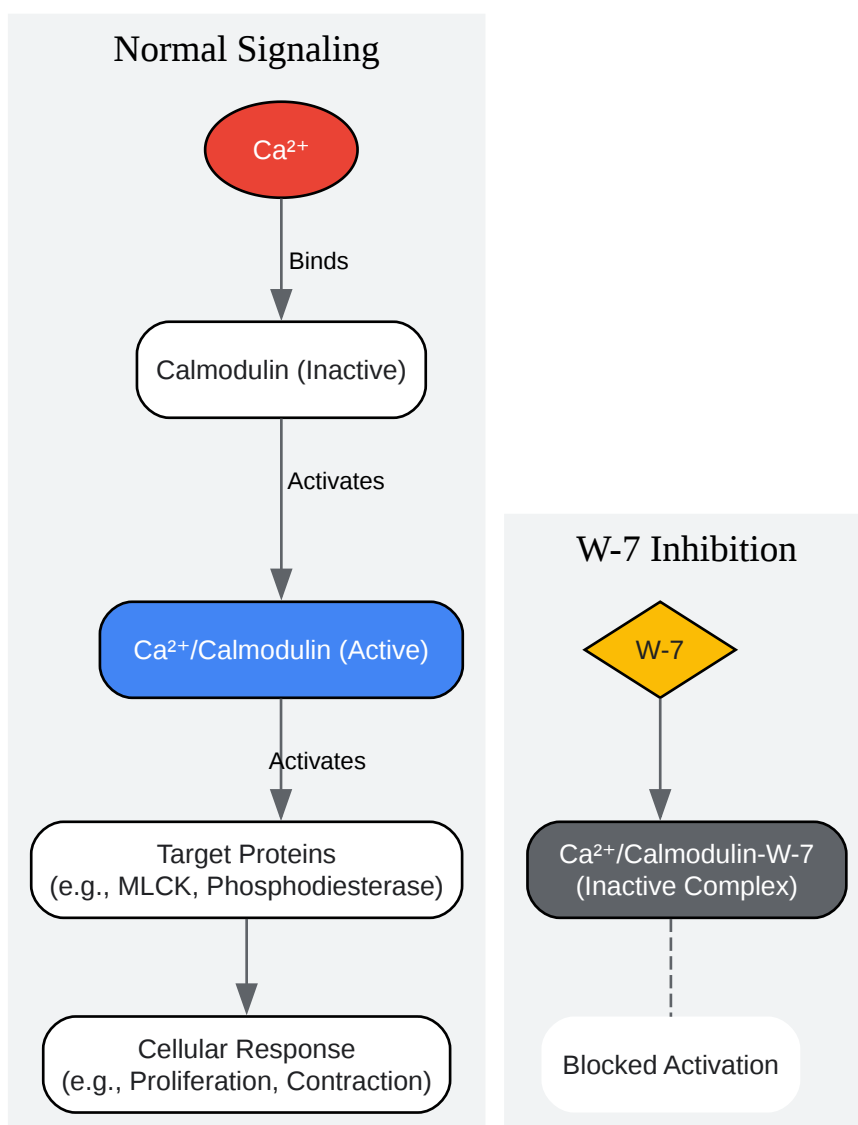 Normal Signaling
Ca²⁺
Binds
Calmodulin (Inactive)
Activates
Ca²⁺/Calmodulin (Active)
Activates
Target Proteins
(e.g., MLCK, Phosphodiesterase)
Cellular Response
(e.g., Proliferation, Contraction)
W-7 Inhibition
W-7
Ca²⁺/Calmodulin-W-7
(Inactive Complex)
Blocked Activation